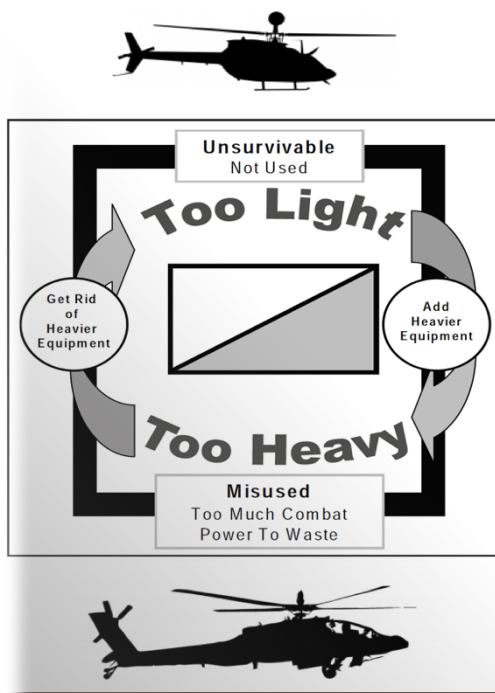 Unsurvivable
Not Used
Too Light
Get Rid
of
Heavier
Equipment
Add
Heavier
Equipment
Too Heavy
Misused
Too Much Combat
Power To Waste